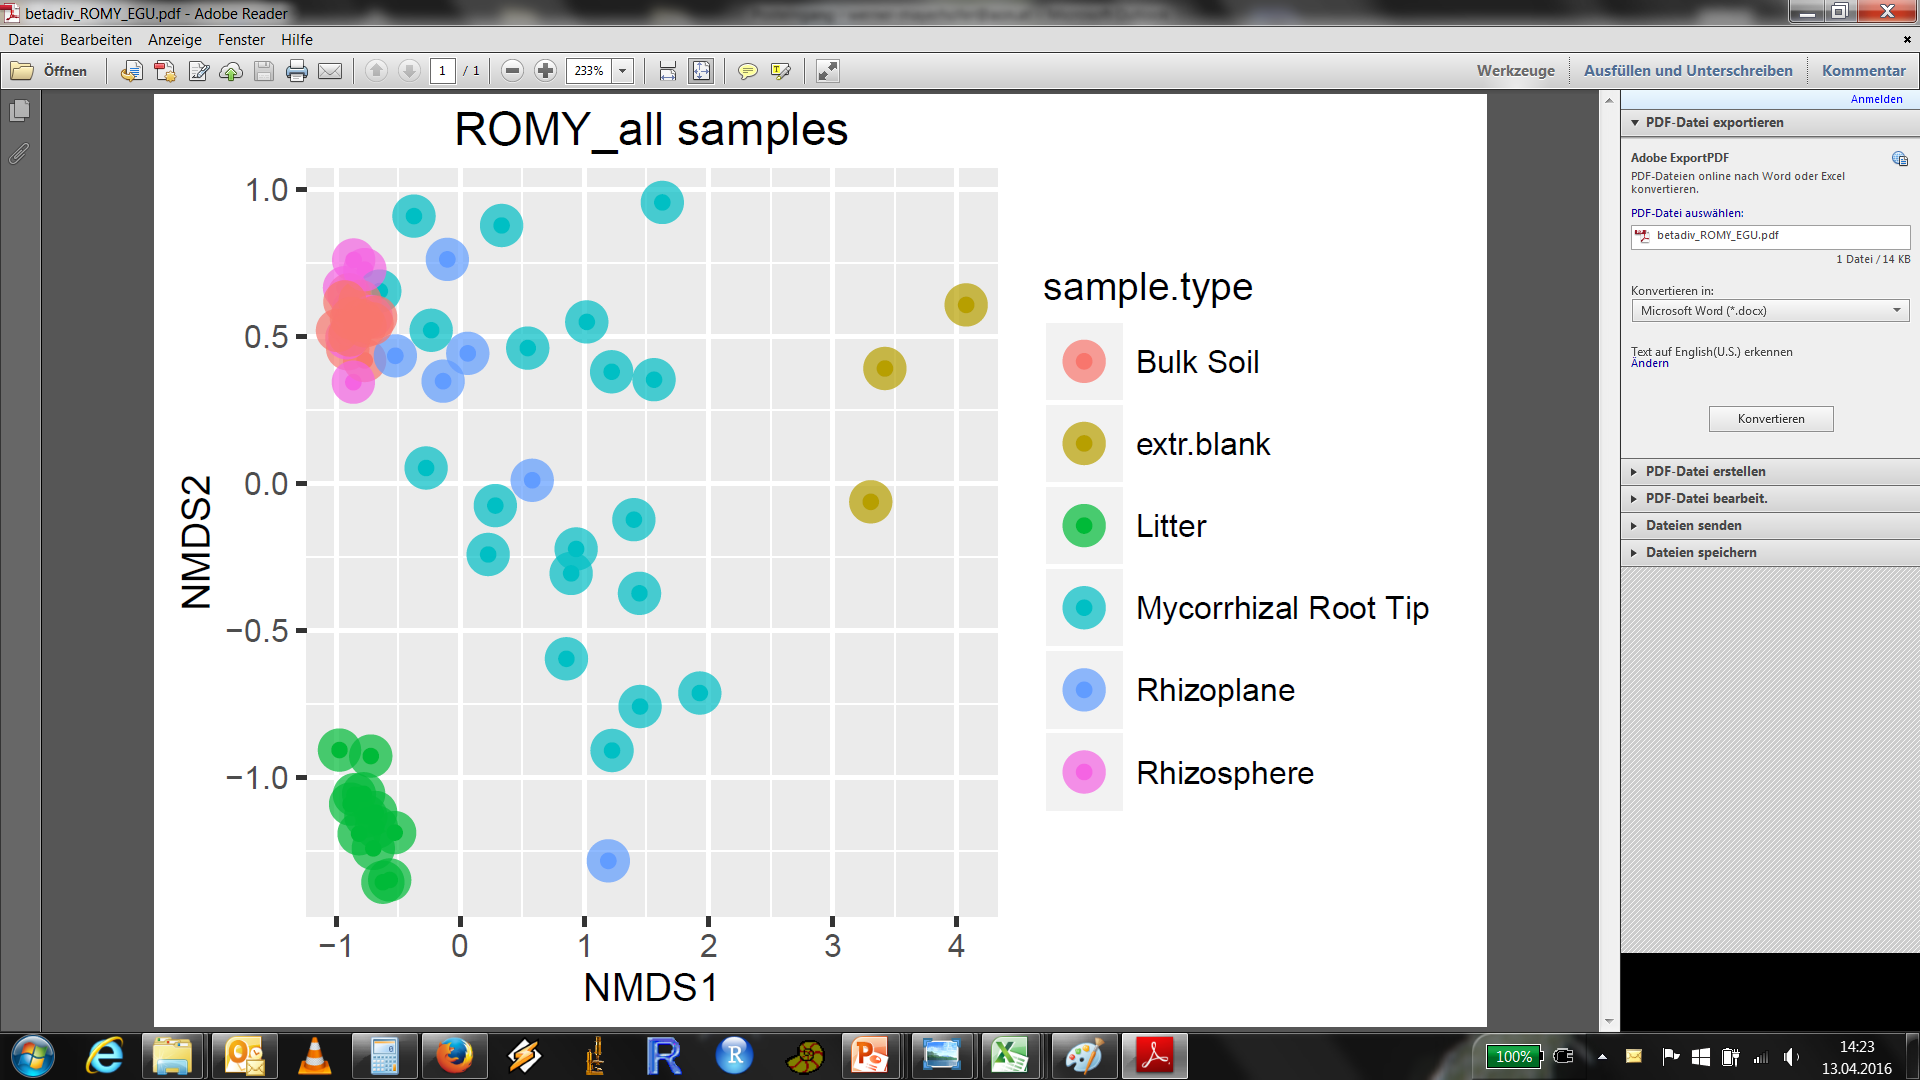 betadiv_ROMY_EGU.pdf - Adobe Reader
Datei Bearbeiten Anzeige Fenster Hilfe
Öffnen 1 / 1 233% Werkzeuge Ausfüllen und Unterschreiben Kommentar
ROMY_all samples
1.0
0.5
0.0
−0.5
−1.0
NMDS2
−1 0 1 2 3 4
NMDS1
sample.type
Bulk Soil
extr.blank
Litter
Mycorrhizal Root Tip
Rhizoplane
Rhizosphere
Anmelden
PDF-Datei exportieren
Adobe ExportPDF
PDF-Dateien online nach Word oder Excel
konvertieren.
PDF-Datei auswählen:
betadiv_ROMY_EGU.pdf
1 Datei / 14 KB
Konvertieren in:
Microsoft Word (*.docx)
Text auf English(U.S.) erkennen
Ändern
Konvertieren
PDF-Datei erstellen
PDF-Datei bearbeit.
Dateien senden
Dateien speichern
100%
14:23
13.04.2016